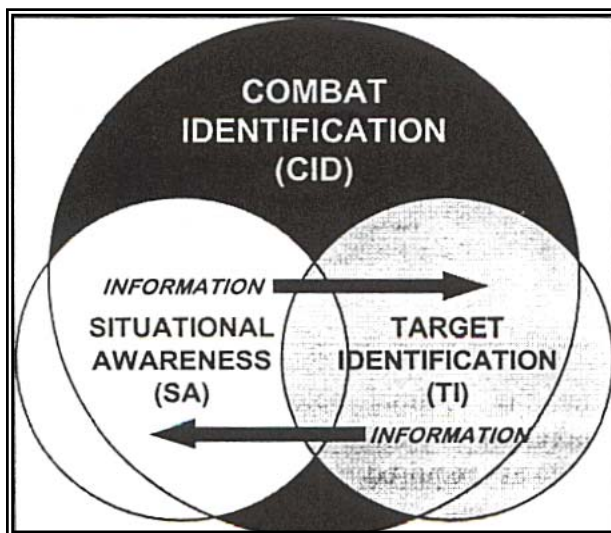 COMBAT
IDENTIFICATION
(CID)
INFORMATION
SITUATIONAL
AWARENESS
(SA)
TARGET
IDENTIFICATION
(TI)
INFORMATION